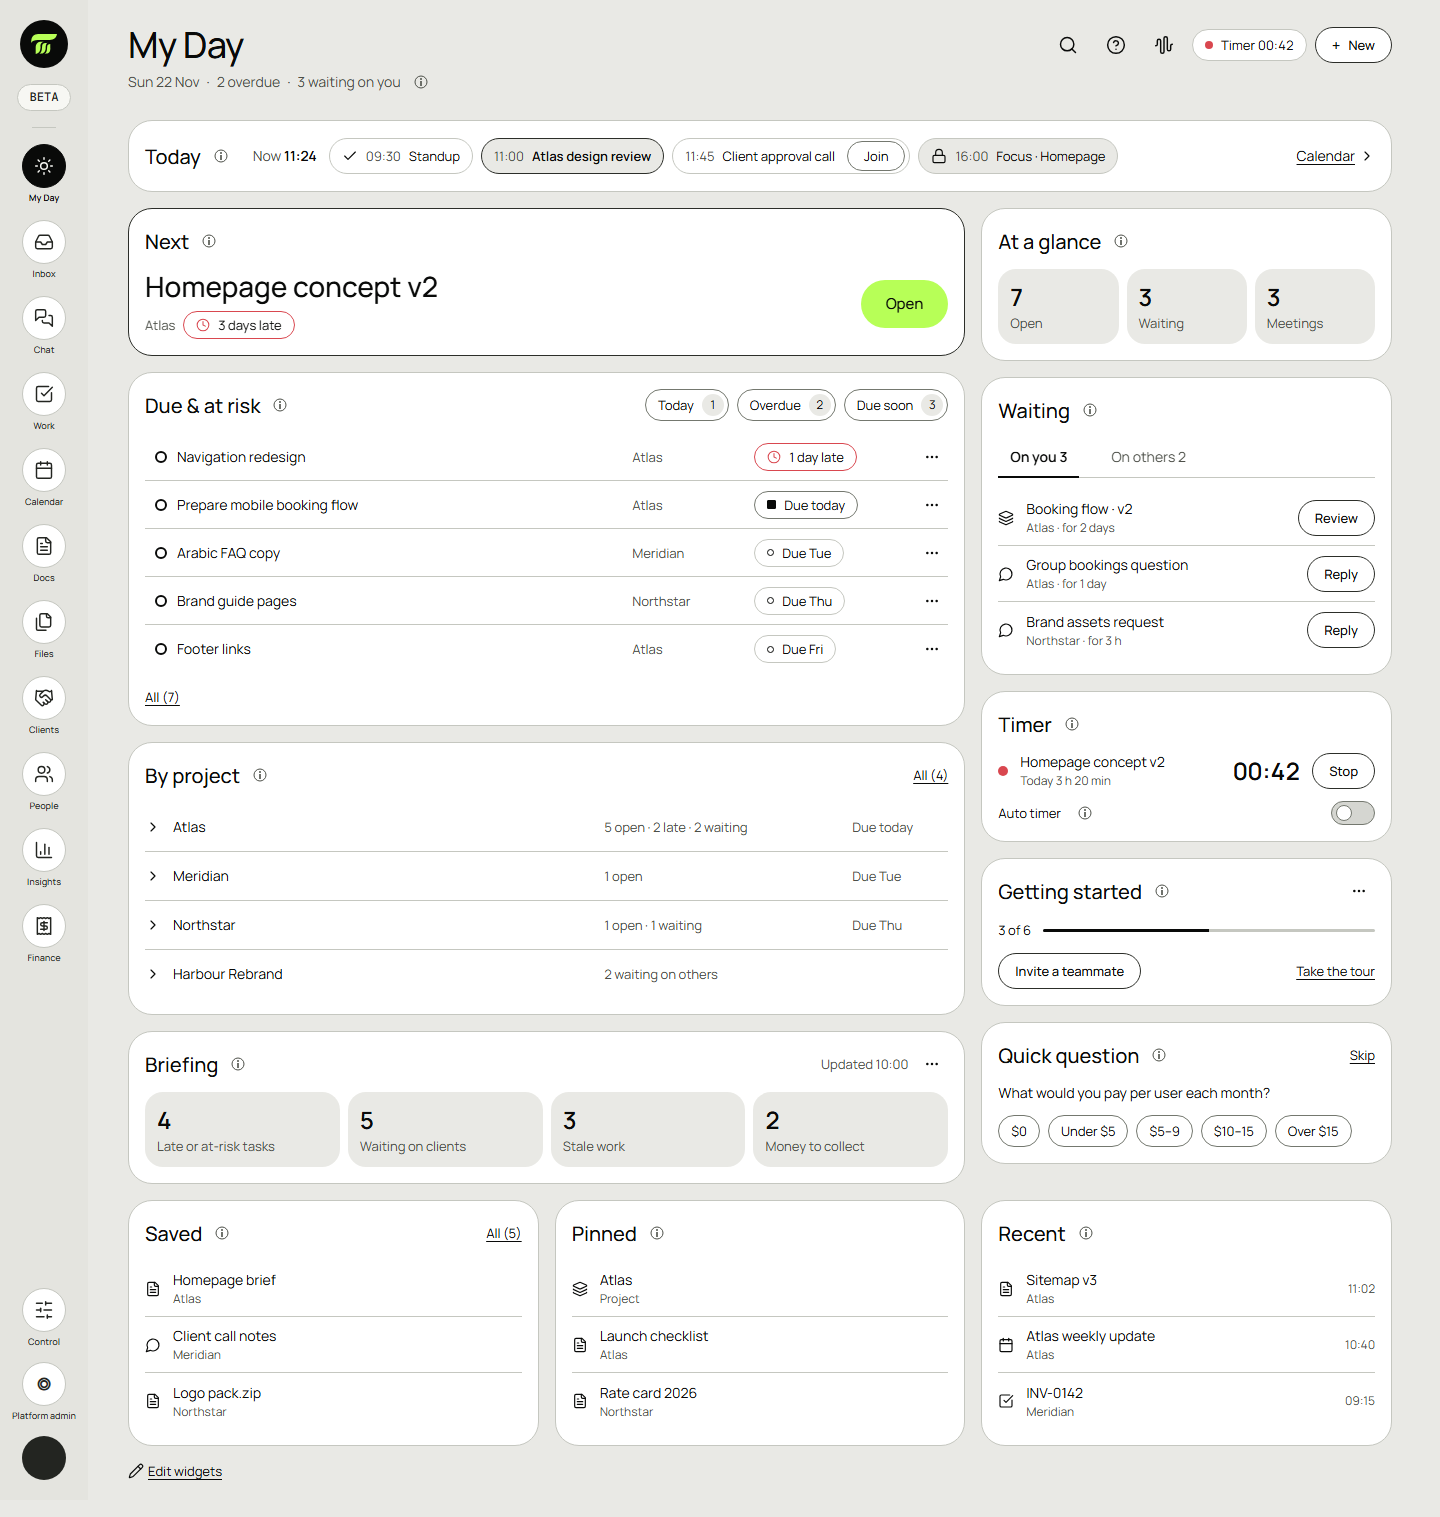 My Day
Timer 00:42
+ New
Sun 22 Nov · 2 overdue · 3 waiting on you
BETA
My Day
Inbox
Chat
Work
Calendar
Docs
Files
Clients
People
Insights
Finance
Control
Platform admin
Today
Now 11:24
09:30 Standup
11:00 Atlas design review
11:45 Client approval call
Join
16:00 Focus · Homepage
Calendar
Next
Homepage concept v2
Atlas
3 days late
Open
Due & at risk
Today 1
Overdue 2
Due soon 3
Navigation redesign Atlas 1 day late
Prepare mobile booking flow Atlas Due today
Arabic FAQ copy Meridian Due Tue
Brand guide pages Northstar Due Thu
Footer links Atlas Due Fri
All (7)
By project
All (4)
Atlas 5 open · 2 late · 2 waiting Due today
Meridian 1 open Due Tue
Northstar 1 open · 1 waiting Due Thu
Harbour Rebrand 2 waiting on others
Briefing
Updated 10:00
4
Late or at-risk tasks
5
Waiting on clients
3
Stale work
2
Money to collect
At a glance
7
Open
3
Waiting
3
Meetings
Waiting
On you 3
On others 2
Booking flow · v2
Atlas · for 2 days
Review
Group bookings question
Atlas · for 1 day
Reply
Brand assets request
Northstar · for 3 h
Reply
Timer
Homepage concept v2
Today 3 h 20 min
00:42
Stop
Auto timer
Getting started
3 of 6
Invite a teammate
Take the tour
Quick question
Skip
What would you pay per user each month?
$0
Under $5
$5–9
$10–15
Over $15
Saved
All (5)
Homepage brief
Atlas
Client call notes
Meridian
Logo pack.zip
Northstar
Pinned
Atlas
Project
Launch checklist
Atlas
Rate card 2026
Northstar
Recent
Sitemap v3
Atlas
11:02
Atlas weekly update
Atlas
10:40
INV-0142
Meridian
09:15
Edit widgets